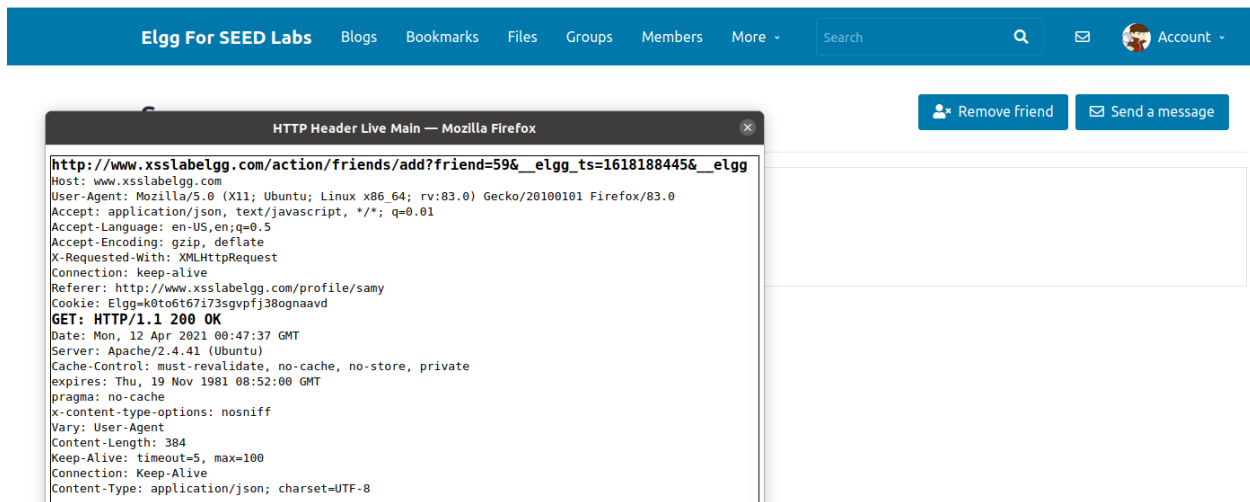 Elgg For SEED Labs Blogs Bookmarks Files Groups Members More Search Account
Remove friend Send a message
HTTP Header Live Main — Mozilla Firefox
http://www.xsslabelgg.com/action/friends/add?friend=59&__elgg_ts=1618188445&__elgg
Host: www.xsslabelgg.com
User-Agent: Mozilla/5.0 (X11; Ubuntu; Linux x86_64; rv:83.0) Gecko/20100101 Firefox/83.0
Accept: application/json, text/javascript, */*; q=0.01
Accept-Language: en-US,en;q=0.5
Accept-Encoding: gzip, deflate
X-Requested-With: XMLHttpRequest
Connection: keep-alive
Referer: http://www.xsslabelgg.com/profile/samy
Cookie: Elgg=k0to6t67i73sgvpfj38ognaavd
GET: HTTP/1.1 200 OK
Date: Mon, 12 Apr 2021 00:47:37 GMT
Server: Apache/2.4.41 (Ubuntu)
Cache-Control: must-revalidate, no-cache, no-store, private
expires: Thu, 19 Nov 1981 08:52:00 GMT
pragma: no-cache
x-content-type-options: nosniff
Vary: User-Agent
Content-Length: 384
Keep-Alive: timeout=5, max=100
Connection: Keep-Alive
Content-Type: application/json; charset=UTF-8